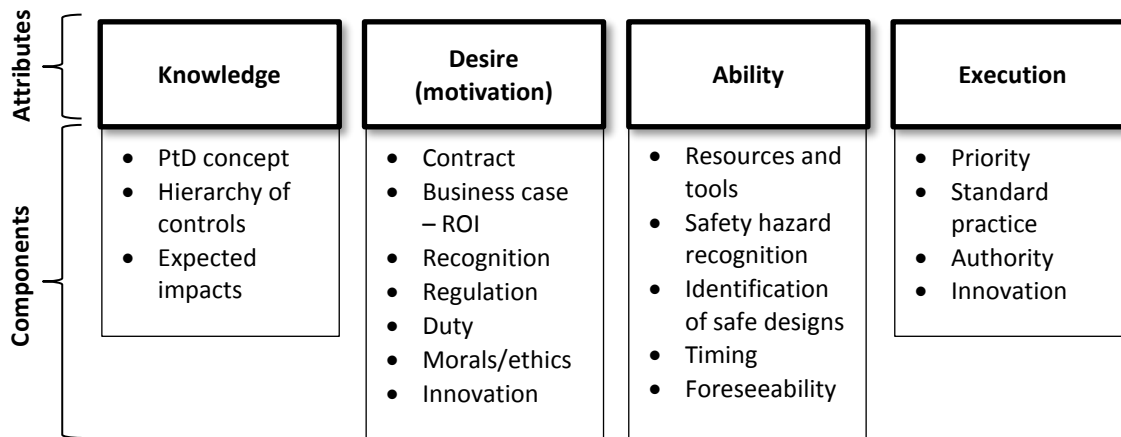 Attributes
Knowledge
Desire
(motivation)
Ability
Execution
Components
• PtD concept
• Hierarchy of
controls
• Expected
impacts
• Contract
• Business case
– ROI
• Recognition
• Regulation
• Duty
• Morals/ethics
• Innovation
• Resources and
tools
• Safety hazard
recognition
• Identification
of safe designs
• Timing
• Foreseeability
• Priority
• Standard
practice
• Authority
• Innovation